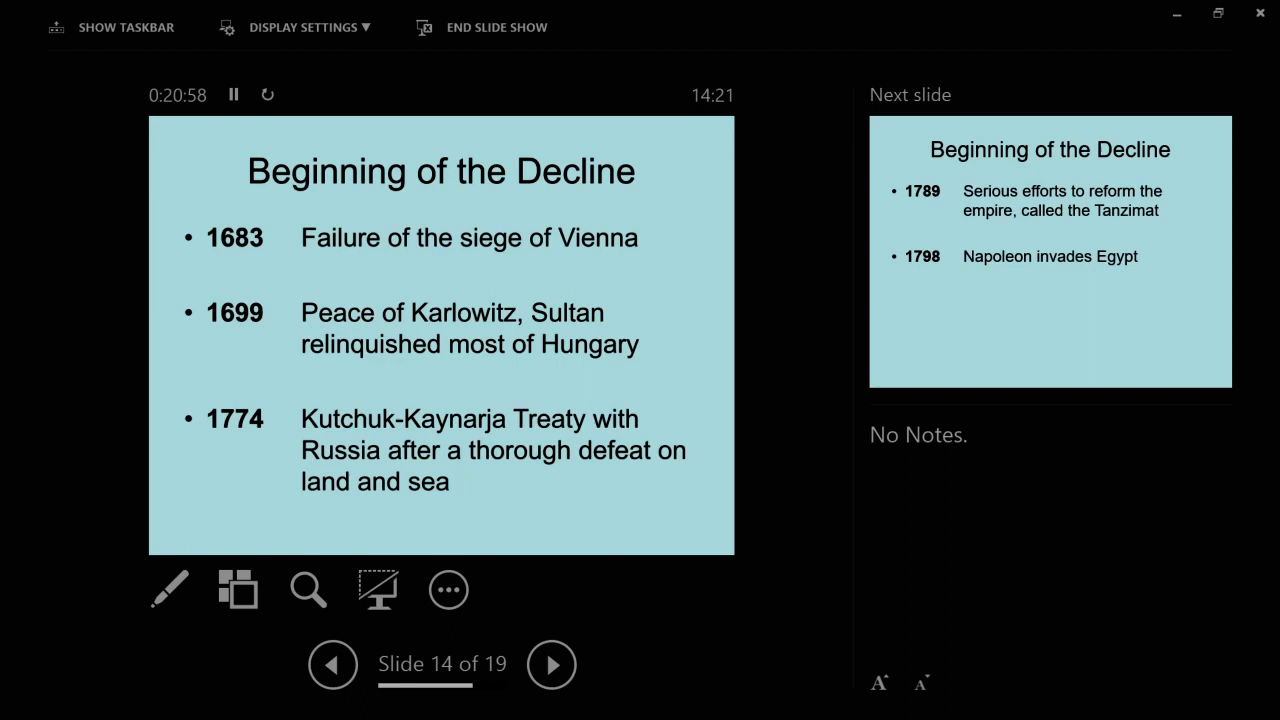 SHOW TASKBAR
DISPLAY SETTINGS ▼
END SLIDE SHOW
0:20:58
14:21
Beginning of the Decline
• 1683 Failure of the siege of Vienna
• 1699 Peace of Karlowitz, Sultan
relinquished most of Hungary
• 1774 Kutchuk-Kaynarja Treaty with
Russia after a thorough defeat on
land and sea
Slide 14 of 19
Next slide
Beginning of the Decline
• 1789 Serious efforts to reform the
empire, called the Tanzimat
• 1798 Napoleon invades Egypt
No Notes.
A A